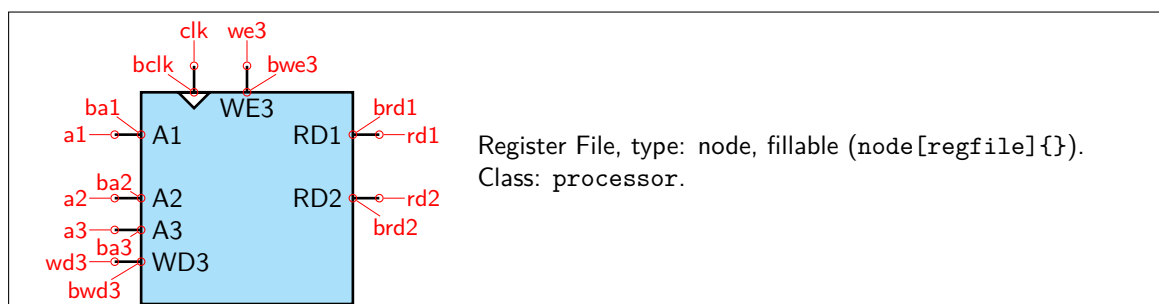 clk we3
bclk bwe3
ba1 WE3 brd1
a1 A1 RD1 rd1
ba2
a2 A2 RD2 rd2
a3 A3 brd2
ba3
wd3 WD3
bwd3
Register File, type: node, fillable (node[regfile]{}).
Class: processor.